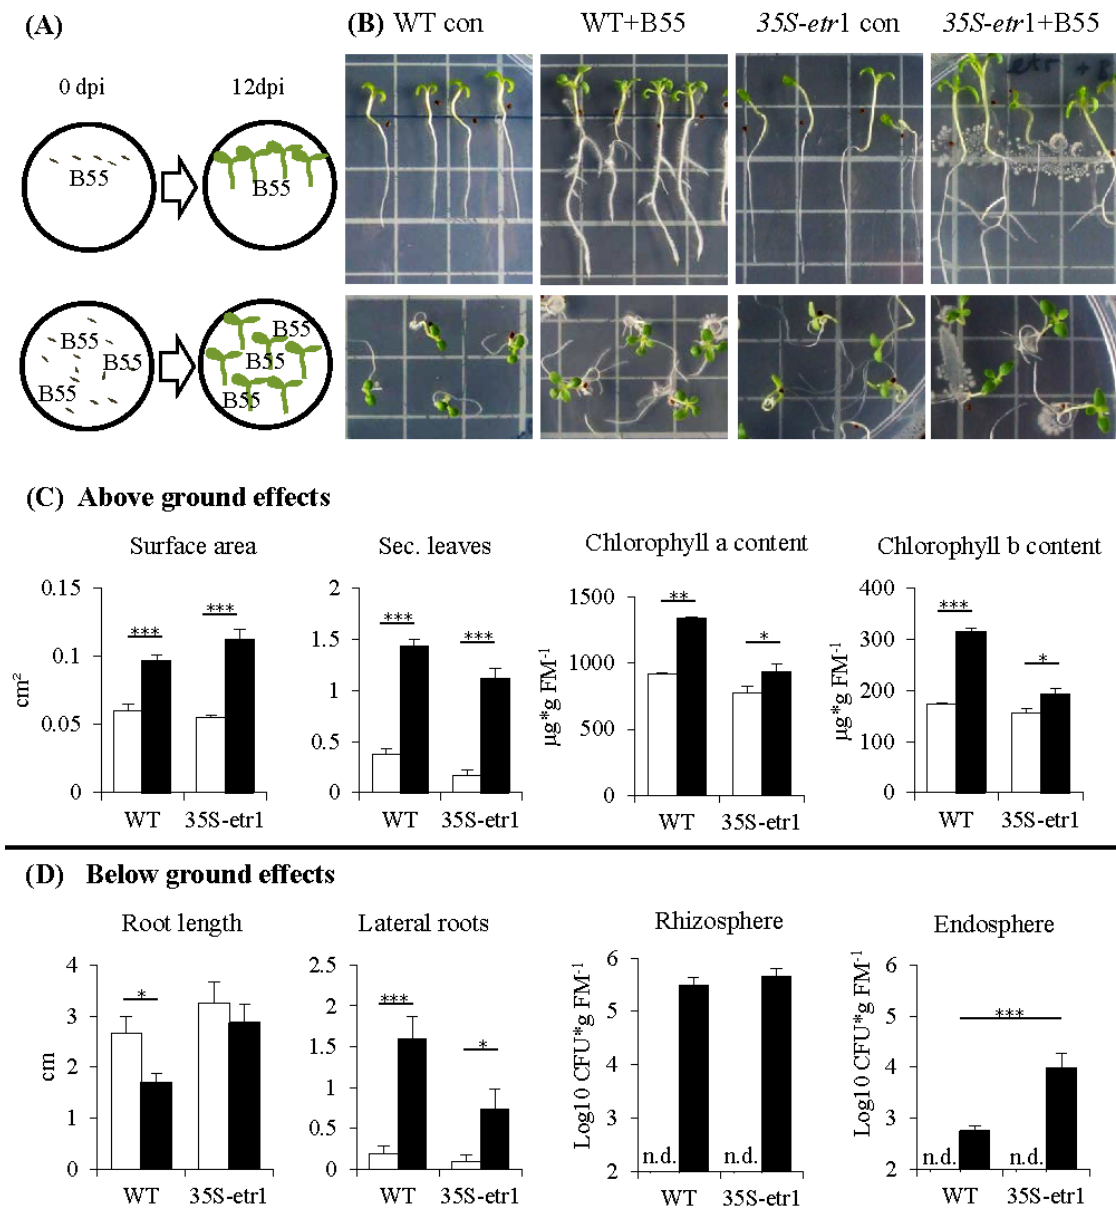 (A)
0 dpi
12dpi
B55
B55
B55
B55
B55
B55
B55
B55
(B)
WT con
WT+B55
35S-etr1 con
35S-etr1+B55
etr + B
(C) Above ground effects
Surface area
Sec. leaves
Chlorophyll a content
Chlorophyll b content
cm²
0.15
0.1
0.05
0
***
***
WT
35S-etr1
2
1.5
1
0.5
0
***
***
WT
35S-etr1
µg*g FM⁻¹
1500
1000
500
0
**
*
WT
35S-etr1
µg*g FM⁻¹
400
300
200
100
0
***
*
WT
35S-etr1
(D) Below ground effects
Root length
Lateral roots
Rhizosphere
Endosphere
cm
4
3
2
1
0
*
WT
35S-etr1
2.5
2
1.5
1
0.5
0
***
*
WT
35S-etr1
Log10 CFU*g FM⁻¹
6
5
4
3
2
n.d.
n.d.
WT
35S-etr1
Log10 CFU*g FM⁻¹
6
5
4
3
2
***
n.d.
n.d.
WT
35S-etr1